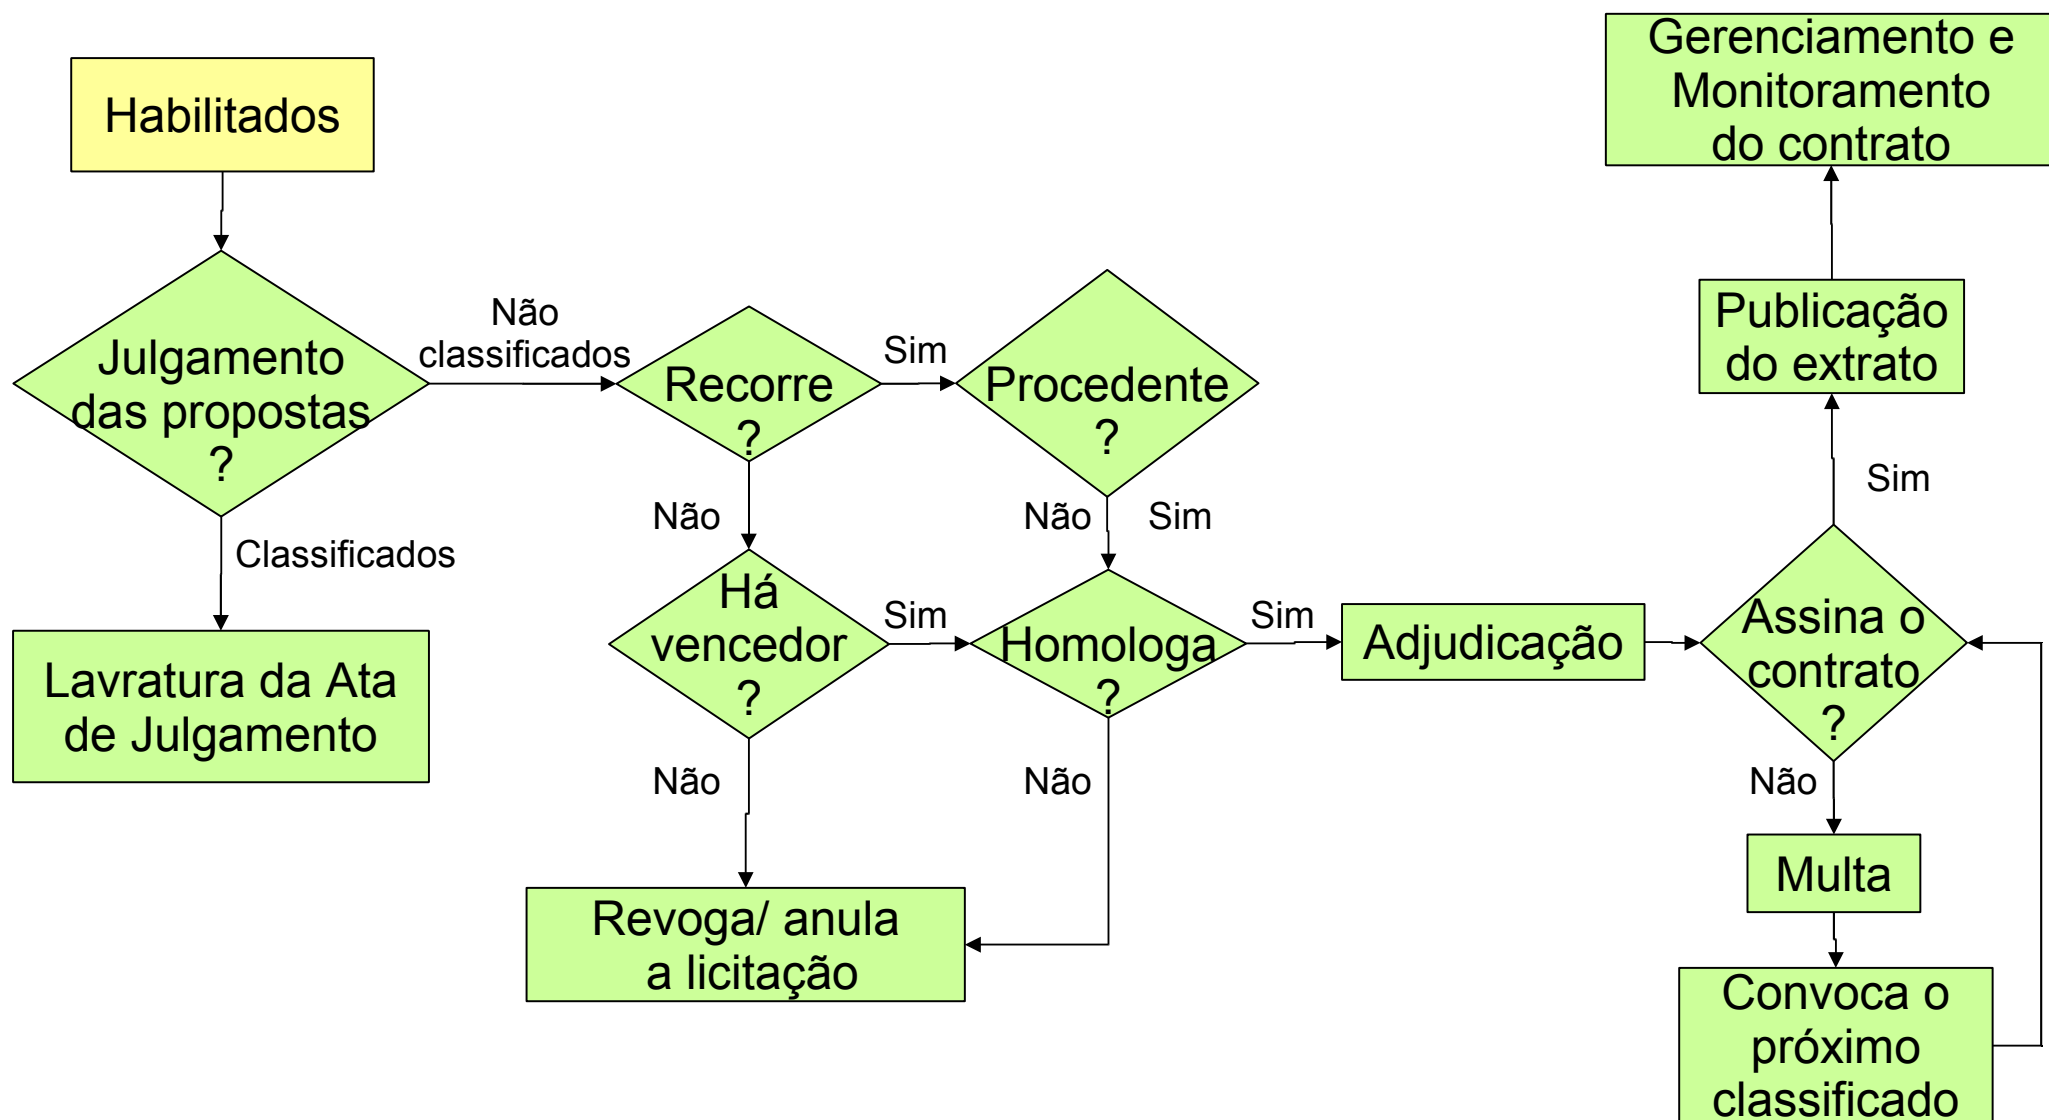 Habilitados
Julgamento
das propostas
?
Classificados
Lavratura da Ata
de Julgamento
Não
classificados
Recorre
?
Sim
Procedente
?
Não
Não
Sim
Há
vencedor
?
Sim
Homologa
?
Sim
Adjudicação
Não
Não
Revoga/ anula
a licitação
Gerenciamento e
Monitoramento
do contrato
Publicação
do extrato
Sim
Assina o
contrato
?
Não
Multa
Convoca o
próximo
classificado